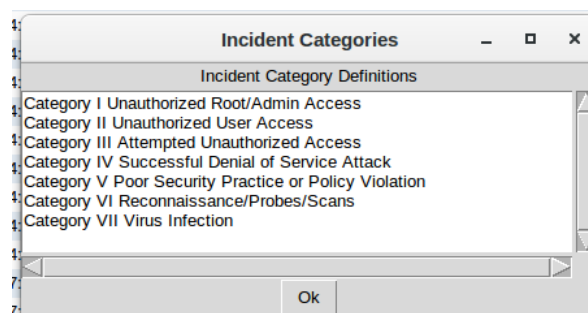 Incident Categories
Incident Category Definitions
Category I Unauthorized Root/Admin Access
Category II Unauthorized User Access
Category III Attempted Unauthorized Access
Category IV Successful Denial of Service Attack
Category V Poor Security Practice or Policy Violation
Category VI Reconnaissance/Probes/Scans
Category VII Virus Infection
Ok